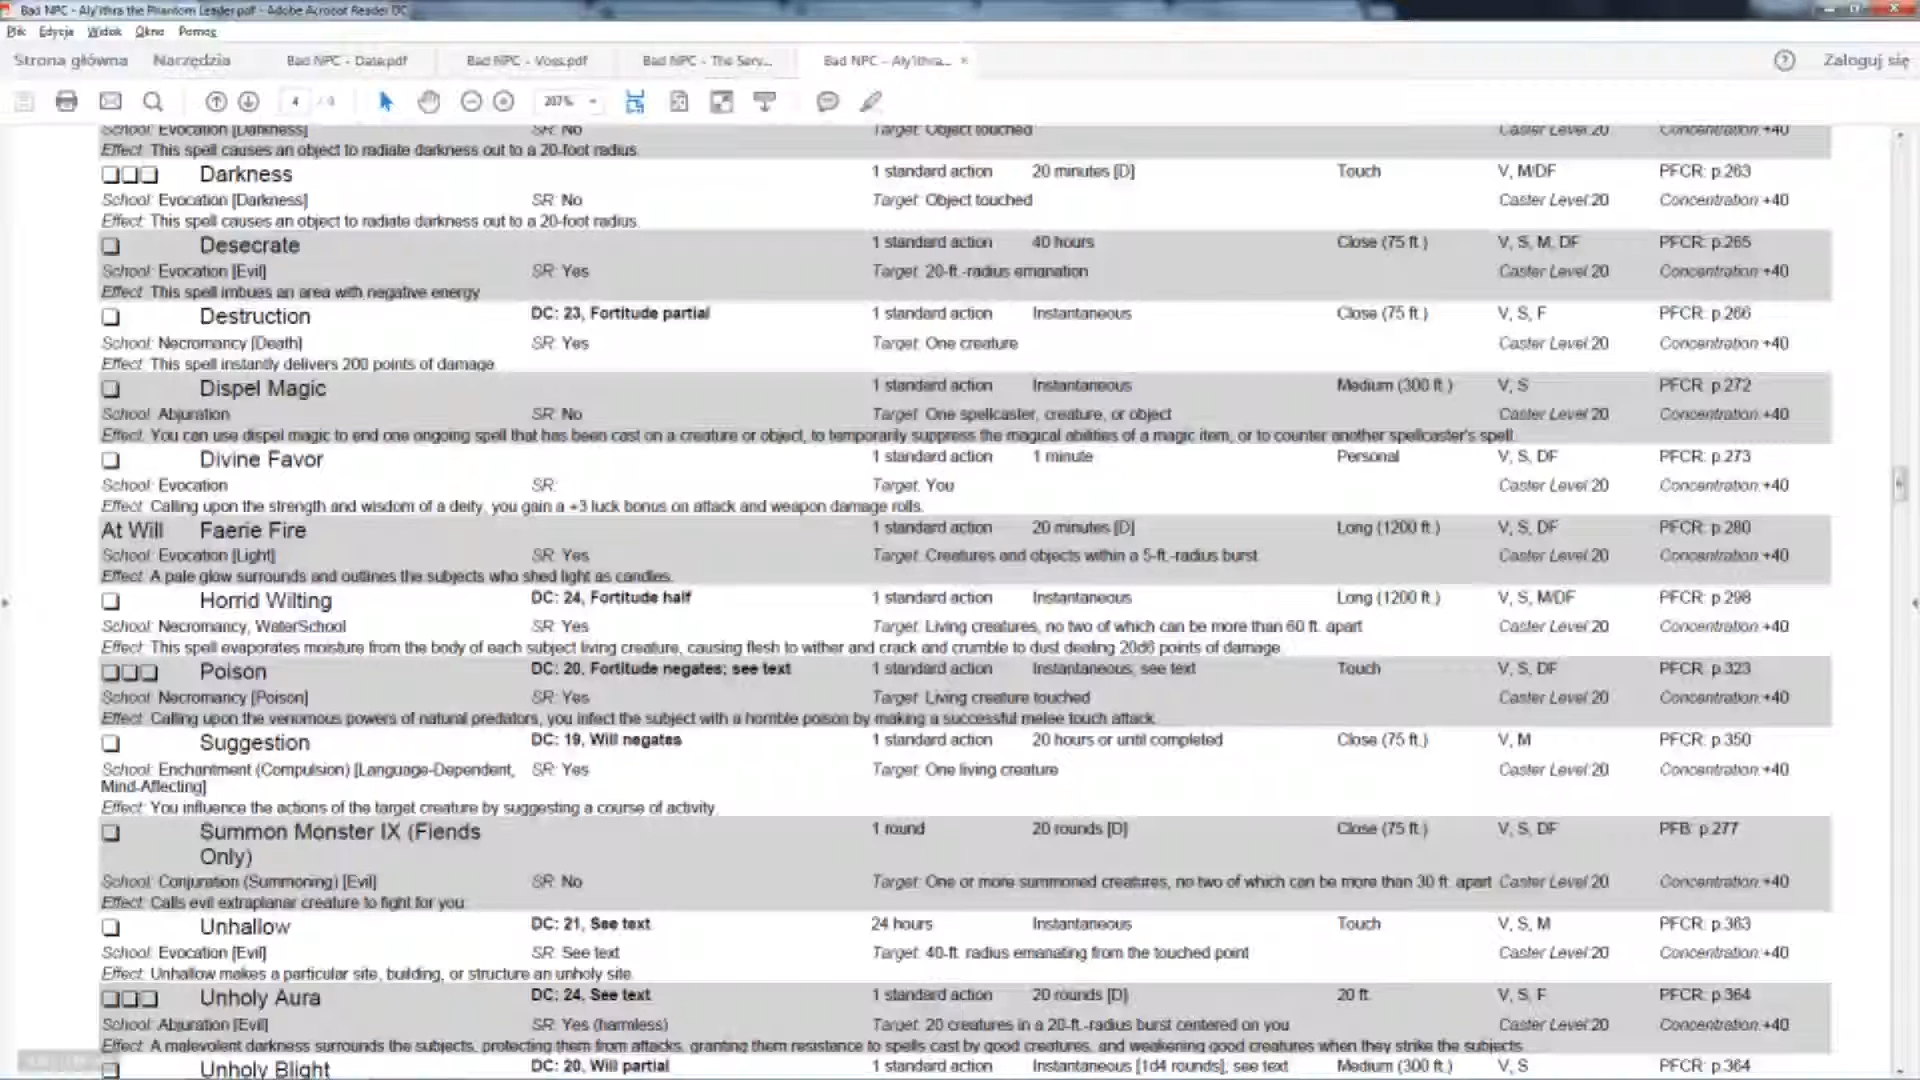 Bad NPC - Aly'ithra the Phantom Leader.pdf - Adobe Acrobat Reader DC
Plik Edycja Widok Okno Pomoc
Strona główna Narzędzia Bad NPC - Data.pdf Bad NPC - Voss.pdf Bad NPC - The Serv... Bad NPC - Aly'ithra... × Zaloguj się
4 / 207%
School: Evocation [Darkness] SR: No Target: Object touched Caster Level:20 Concentration:+40
Effect: This spell causes an object to radiate darkness out to a 20-foot radius.
Darkness 1 standard action 20 minutes [D] Touch V, M/DF PFCR: p.263
School: Evocation [Darkness] SR: No Target: Object touched Caster Level:20 Concentration:+40
Effect: This spell causes an object to radiate darkness out to a 20-foot radius.
Desecrate 1 standard action 40 hours Close (75 ft.) V, S, M, DF PFCR: p.265
School: Evocation [Evil] SR: Yes Target: 20-ft.-radius emanation Caster Level:20 Concentration:+40
Effect: This spell imbues an area with negative energy
Destruction DC: 23, Fortitude partial 1 standard action Instantaneous Close (75 ft.) V, S, F PFCR: p.266
School: Necromancy [Death] SR: Yes Target: One creature Caster Level:20 Concentration:+40
Effect: This spell instantly delivers 200 points of damage
Dispel Magic 1 standard action Instantaneous Medium (300 ft.) V, S PFCR: p.272
School: Abjuration SR: No Target: One spellcaster, creature, or object Caster Level:20 Concentration:+40
Effect: You can use dispel magic to end one ongoing spell that has been cast on a creature or object, to temporarily suppress the magical abilities of a magic item, or to counter another spellcaster's spell.
Divine Favor 1 standard action 1 minute Personal V, S, DF PFCR: p.273
School: Evocation SR: Target: You Caster Level:20 Concentration:+40
Effect: Calling upon the strength and wisdom of a deity, you gain a +3 luck bonus on attack and weapon damage rolls.
At Will Faerie Fire 1 standard action 20 minutes [D] Long (1200 ft.) V, S, DF PFCR: p.280
School: Evocation [Light] SR: Yes Target: Creatures and objects within a 5-ft.-radius burst Caster Level:20 Concentration:+40
Effect: A pale glow surrounds and outlines the subjects who shed light as candles.
Horrid Wilting DC: 24, Fortitude half 1 standard action Instantaneous Long (1200 ft.) V, S, M/DF PFCR: p.298
School: Necromancy, WaterSchool SR: Yes Target: Living creatures, no two of which can be more than 60 ft. apart Caster Level:20 Concentration:+40
Effect: This spell evaporates moisture from the body of each subject living creature, causing flesh to wither and crack and crumble to dust dealing 20d6 points of damage.
Poison DC: 20, Fortitude negates; see text 1 standard action Instantaneous; see text Touch V, S, DF PFCR: p.323
School: Necromancy [Poison] SR: Yes Target: Living creature touched Caster Level:20 Concentration:+40
Effect: Calling upon the venomous powers of natural predators, you infect the subject with a horrible poison by making a successful melee touch attack.
Suggestion DC: 19, Will negates 1 standard action 20 hours or until completed Close (75 ft.) V, M PFCR: p.350
School: Enchantment (Compulsion) [Language-Dependent, SR: Yes Target: One living creature Caster Level:20 Concentration:+40
Mind-Affecting]
Effect: You influence the actions of the target creature by suggesting a course of activity.
Summon Monster IX (Fiends 1 round 20 rounds [D] Close (75 ft.) V, S, DF PFB: p.277
Only)
School: Conjuration (Summoning) [Evil] SR: No Target: One or more summoned creatures, no two of which can be more than 30 ft. apart Caster Level:20 Concentration:+40
Effect: Calls evil extraplanar creature to fight for you.
Unhallow DC: 21, See text 24 hours Instantaneous Touch V, S, M PFCR: p.363
School: Evocation [Evil] SR: See text Target: 40-ft. radius emanating from the touched point Caster Level:20 Concentration:+40
Effect: Unhallow makes a particular site, building, or structure an unholy site.
Unholy Aura DC: 24, See text 1 standard action 20 rounds [D] 20 ft. V, S, F PFCR: p.364
School: Abjuration [Evil] SR: Yes (harmless) Target: 20 creatures in a 20-ft.-radius burst centered on you Caster Level:20 Concentration:+40
Effect: A malevolent darkness surrounds the subjects, protecting them from attacks, granting them resistance to spells cast by good creatures, and weakening good creatures when they strike the subjects.
Unholy Blight DC: 20, Will partial 1 standard action Instantaneous [1d4 rounds]; see text Medium (300 ft.) V, S PFCR: p.364